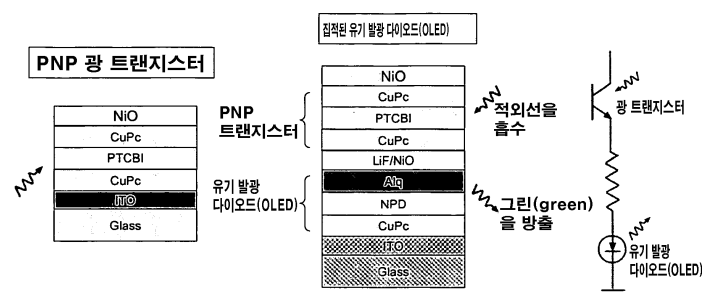 PNP 광 트랜지스터
NiO
CuPc
PTCBI
CuPc
ITO
Glass
집적된 유기 발광 다이오드(OLED)
PNP
트랜지스터
유기 발광
다이오드(OLED)
NiO
CuPc
PTCBI
CuPc
LiF/NiO
Alq
NPD
CuPc
ITO
Glass
적외선을
흡수
그린(green)
을 방출
광 트랜지스터
유기 발광
다이오드(OLED)